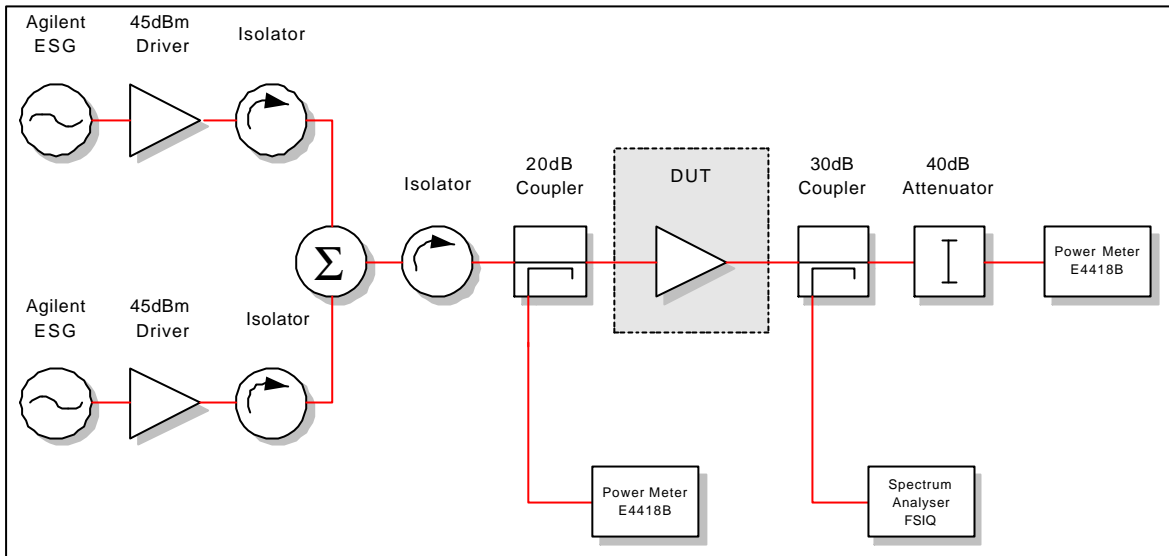 Agilent
ESG
45dBm
Driver
Isolator
Isolator
20dB
Coupler
DUT
30dB
Coupler
40dB
Attenuator
Σ
Power Meter
E4418B
Agilent
ESG
45dBm
Driver
Isolator
Power Meter
E4418B
Spectrum
Analyser
FSIQ